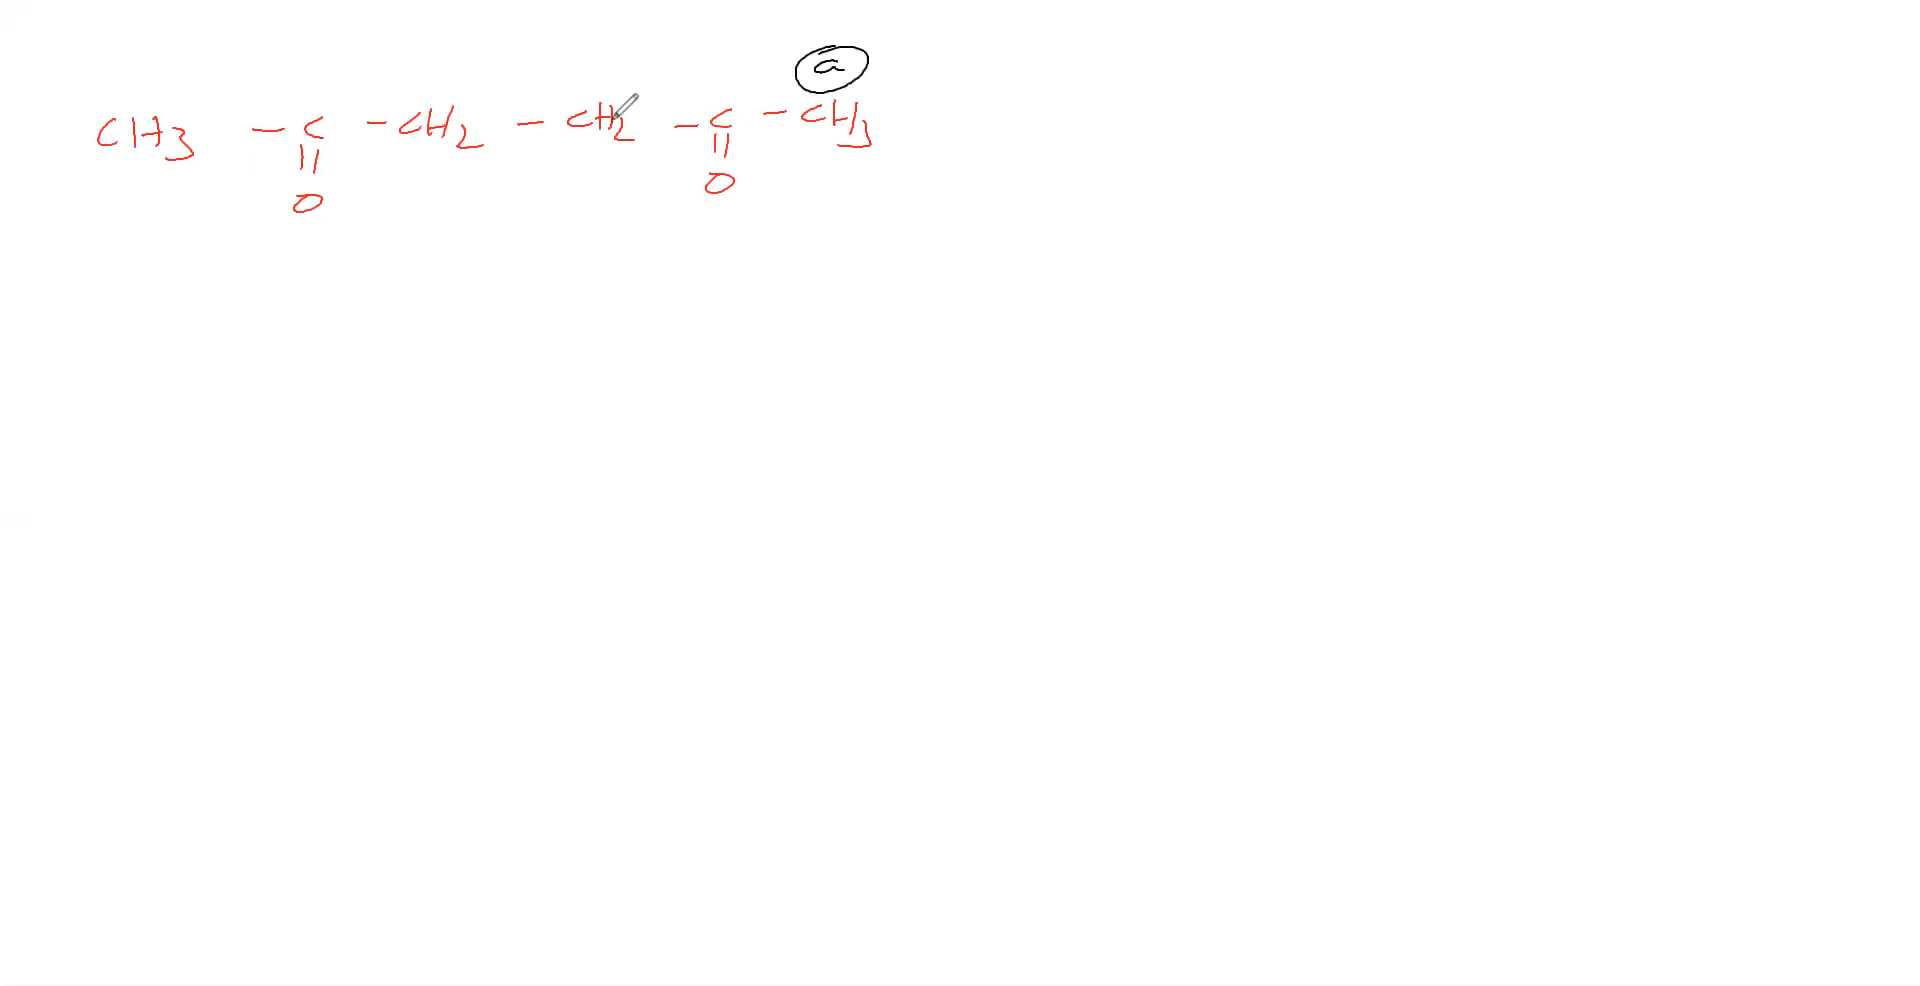 a
CH3 - C - CH2 - CH2 - C - CH3
|| ||
O O